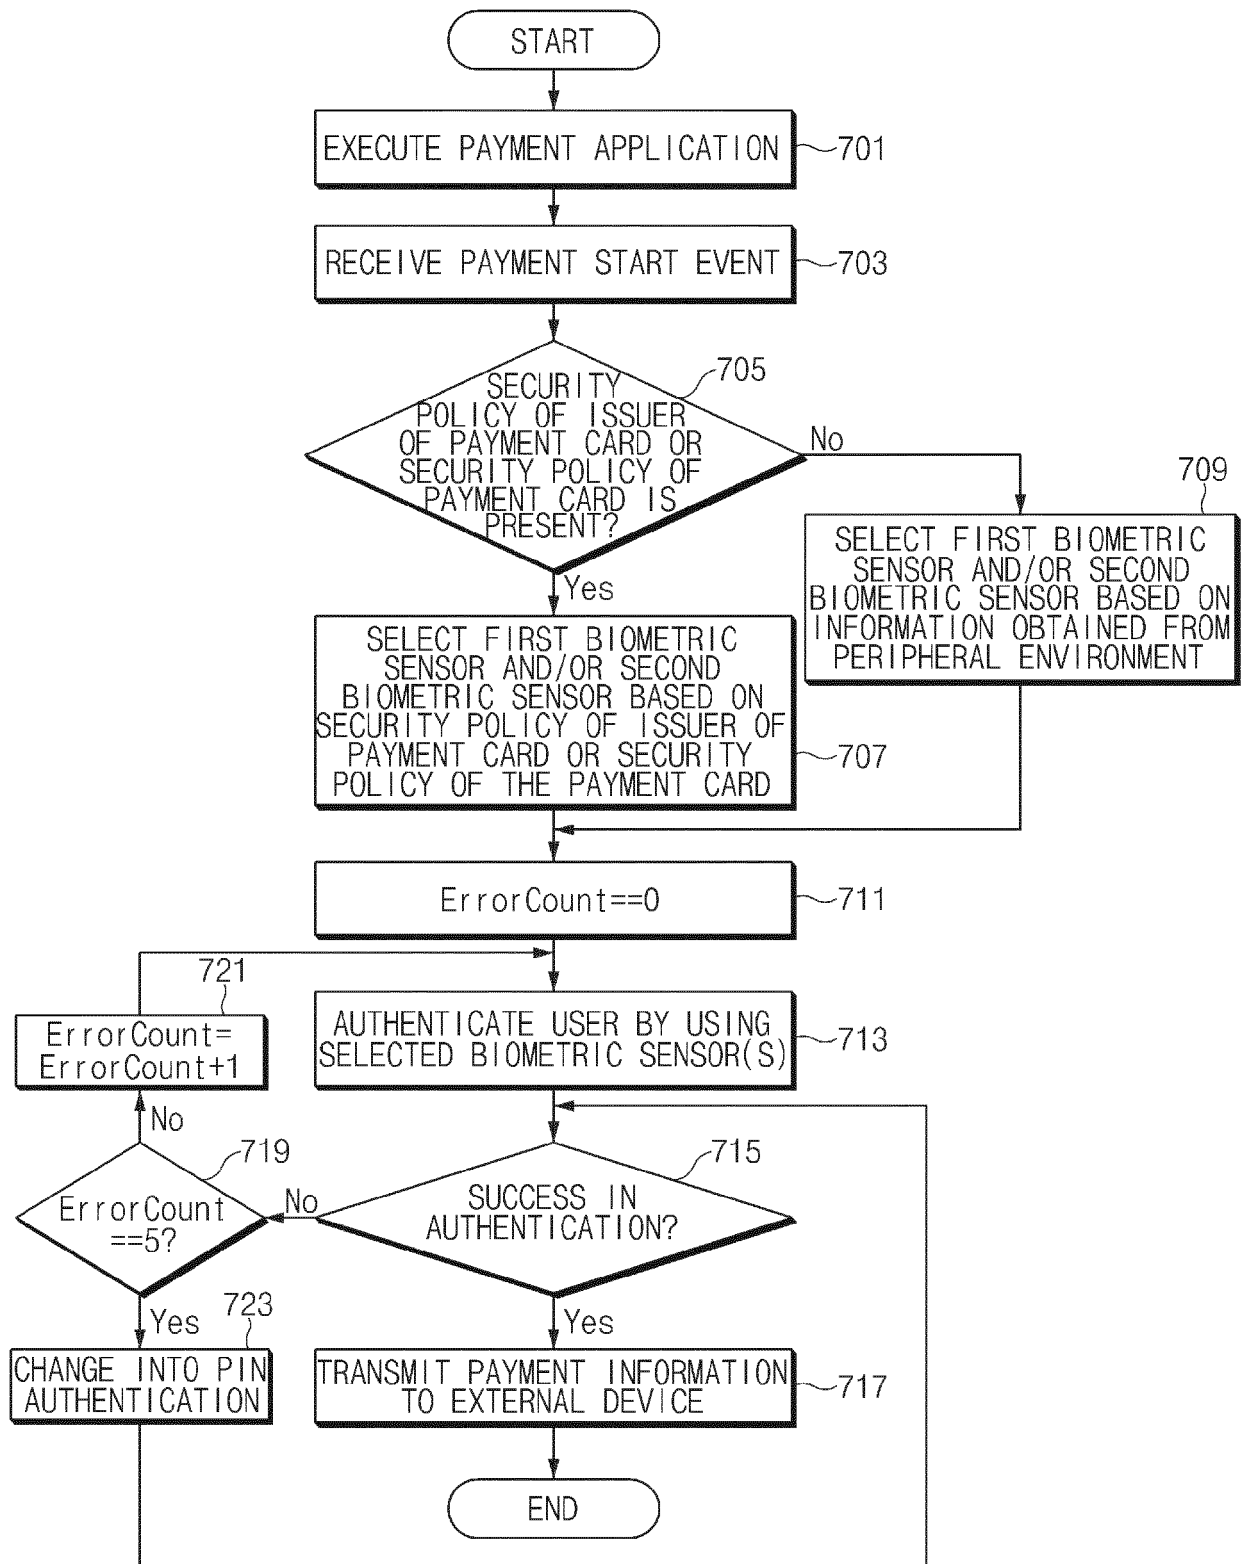 START
EXECUTE PAYMENT APPLICATION
701
RECEIVE PAYMENT START EVENT
703
705
SECURITY
POLICY OF ISSUER
OF PAYMENT CARD OR
SECURITY POLICY OF
PAYMENT CARD IS
PRESENT?
No
Yes
709
SELECT FIRST BIOMETRIC
SENSOR AND/OR SECOND
BIOMETRIC SENSOR BASED ON
INFORMATION OBTAINED FROM
PERIPHERAL ENVIRONMENT
SELECT FIRST BIOMETRIC
SENSOR AND/OR SECOND
BIOMETRIC SENSOR BASED ON
SECURITY POLICY OF ISSUER OF
PAYMENT CARD OR SECURITY
POLICY OF THE PAYMENT CARD
707
ErrorCount==0
711
721
ErrorCount=
ErrorCount+1
AUTHENTICATE USER BY USING
SELECTED BIOMETRIC SENSOR(S)
713
No
719
ErrorCount
==5?
No
715
SUCCESS IN
AUTHENTICATION?
Yes
723
Yes
CHANGE INTO PIN
AUTHENTICATION
TRANSMIT PAYMENT INFORMATION
TO EXTERNAL DEVICE
717
END